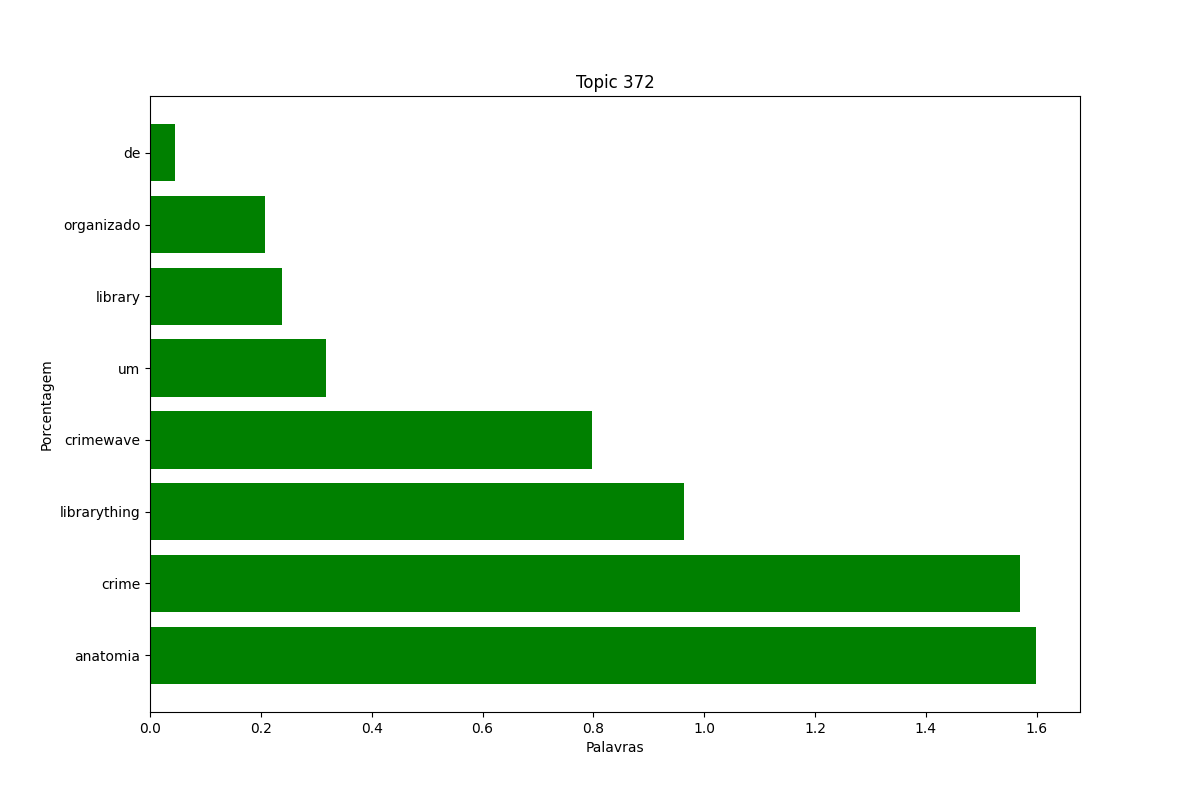 Topic 372
Porcentagem
de
organizado
library
um
crimewave
librarything
crime
anatomia
0.0 0.2 0.4 0.6 0.8 1.0 1.2 1.4 1.6
Palavras